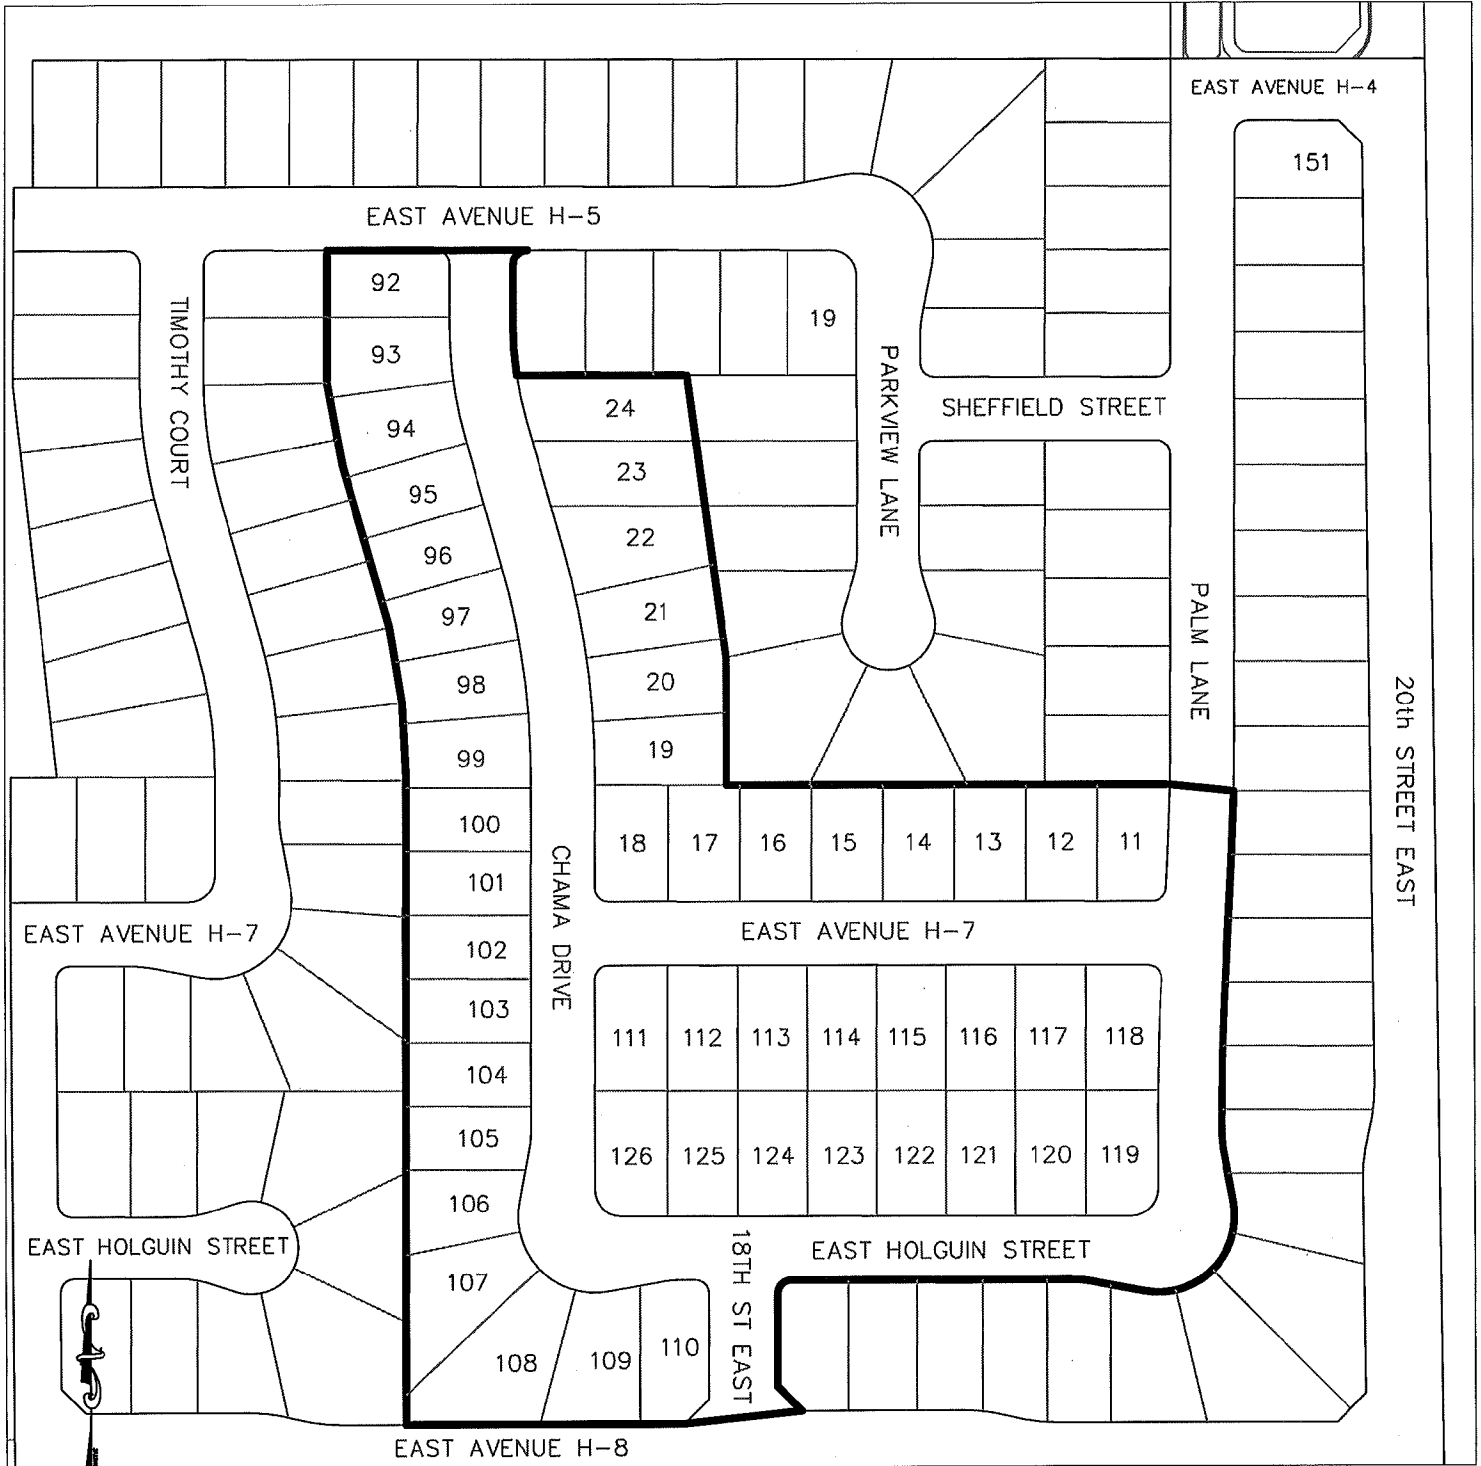 EAST AVENUE H-4
151
EAST AVENUE H-5
92
19
TIMOTHY COURT
93
PARKVIEW LANE
24
SHEFFIELD STREET
94
23
95
22
96
97
21
PALM LANE
98
20
20th STREET EAST
99
19
100
18 17 16 15 14 13 12 11
101
CHAMA DRIVE
EAST AVENUE H-7
EAST AVENUE H-7
102
103
111 112 113 114 115 116 117 118
104
105
126 125 124 123 122 121 120 119
106
EAST HOLGUIN STREET
18TH ST EAST
EAST HOLGUIN STREET
107
108 109 110
EAST AVENUE H-8